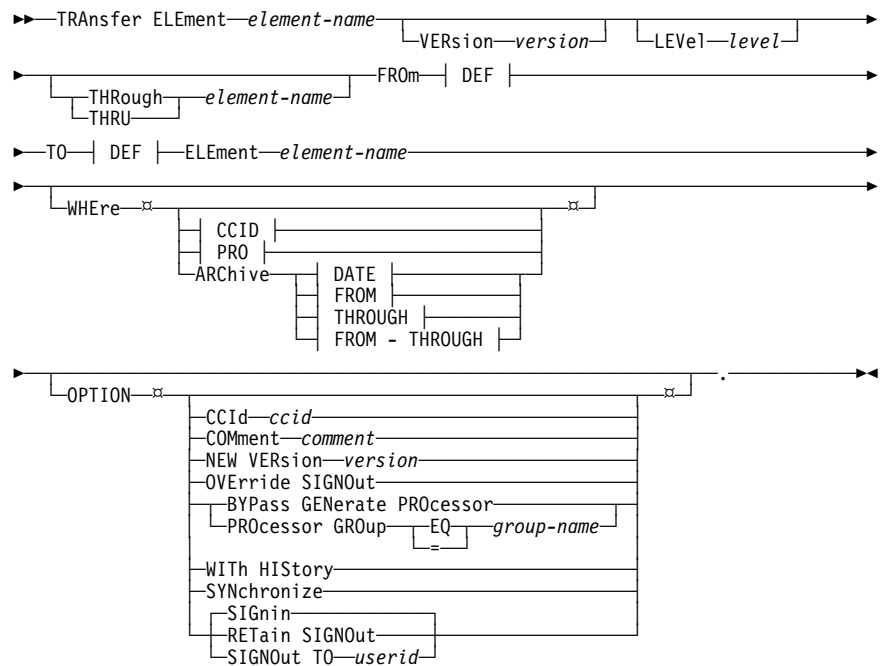 TRAnsfer ELEment element-name
VERsion version
LEVel level
THRough
THRU
element-name
FROm
DEF
TO
DEF
ELEment element-name
WHEre ¤
¤
CCID
PRO
ARChive
DATE
FROM
THROUGH
FROM - THROUGH
OPTION ¤
¤
.
CCId ccid
COMment comment
NEW VERsion version
OVErride SIGNOut
BYPass GENerate PROcessor
PROcessor GROup
EQ
=
group-name
WITh HIStory
SYNchronize
SIGnin
RETain SIGNOut
SIGNOut TO userid